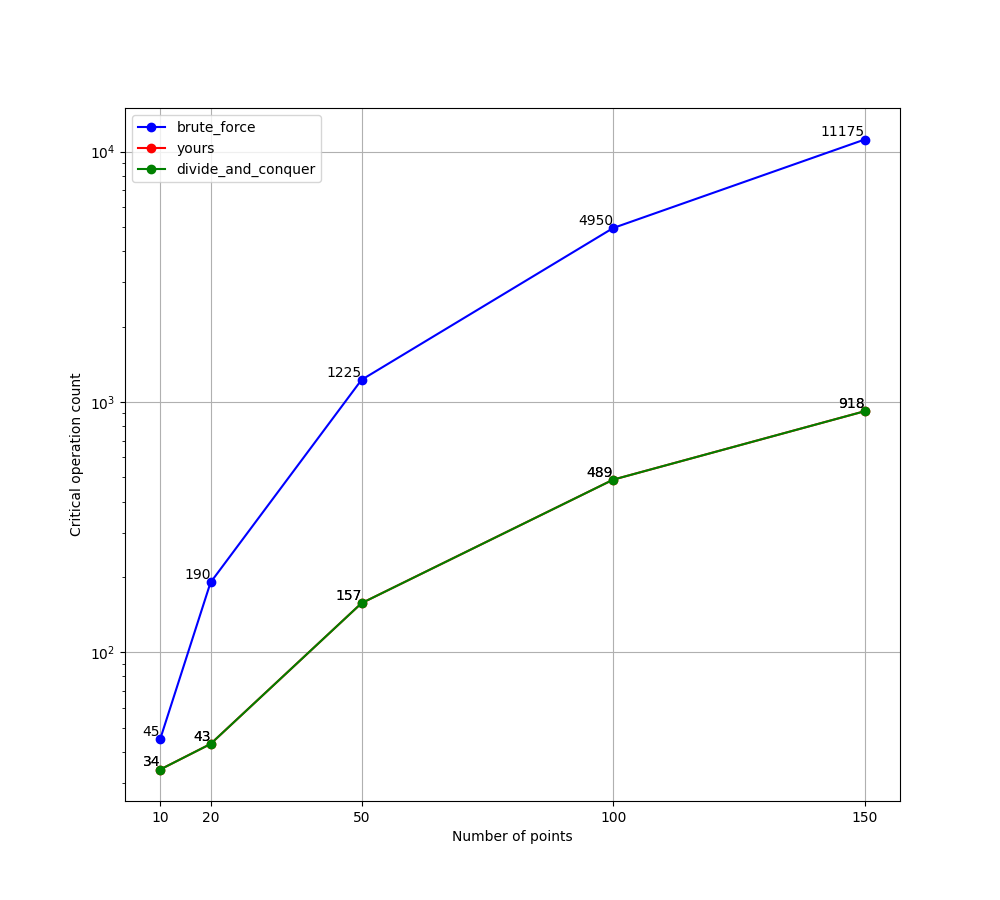 brute_force
yours
divide_and_conquer
11175
10^4
4950
1225
10^3
918
489
190
157
10^2
45
43
34
10 20 50 100 150
Number of points
Critical operation count